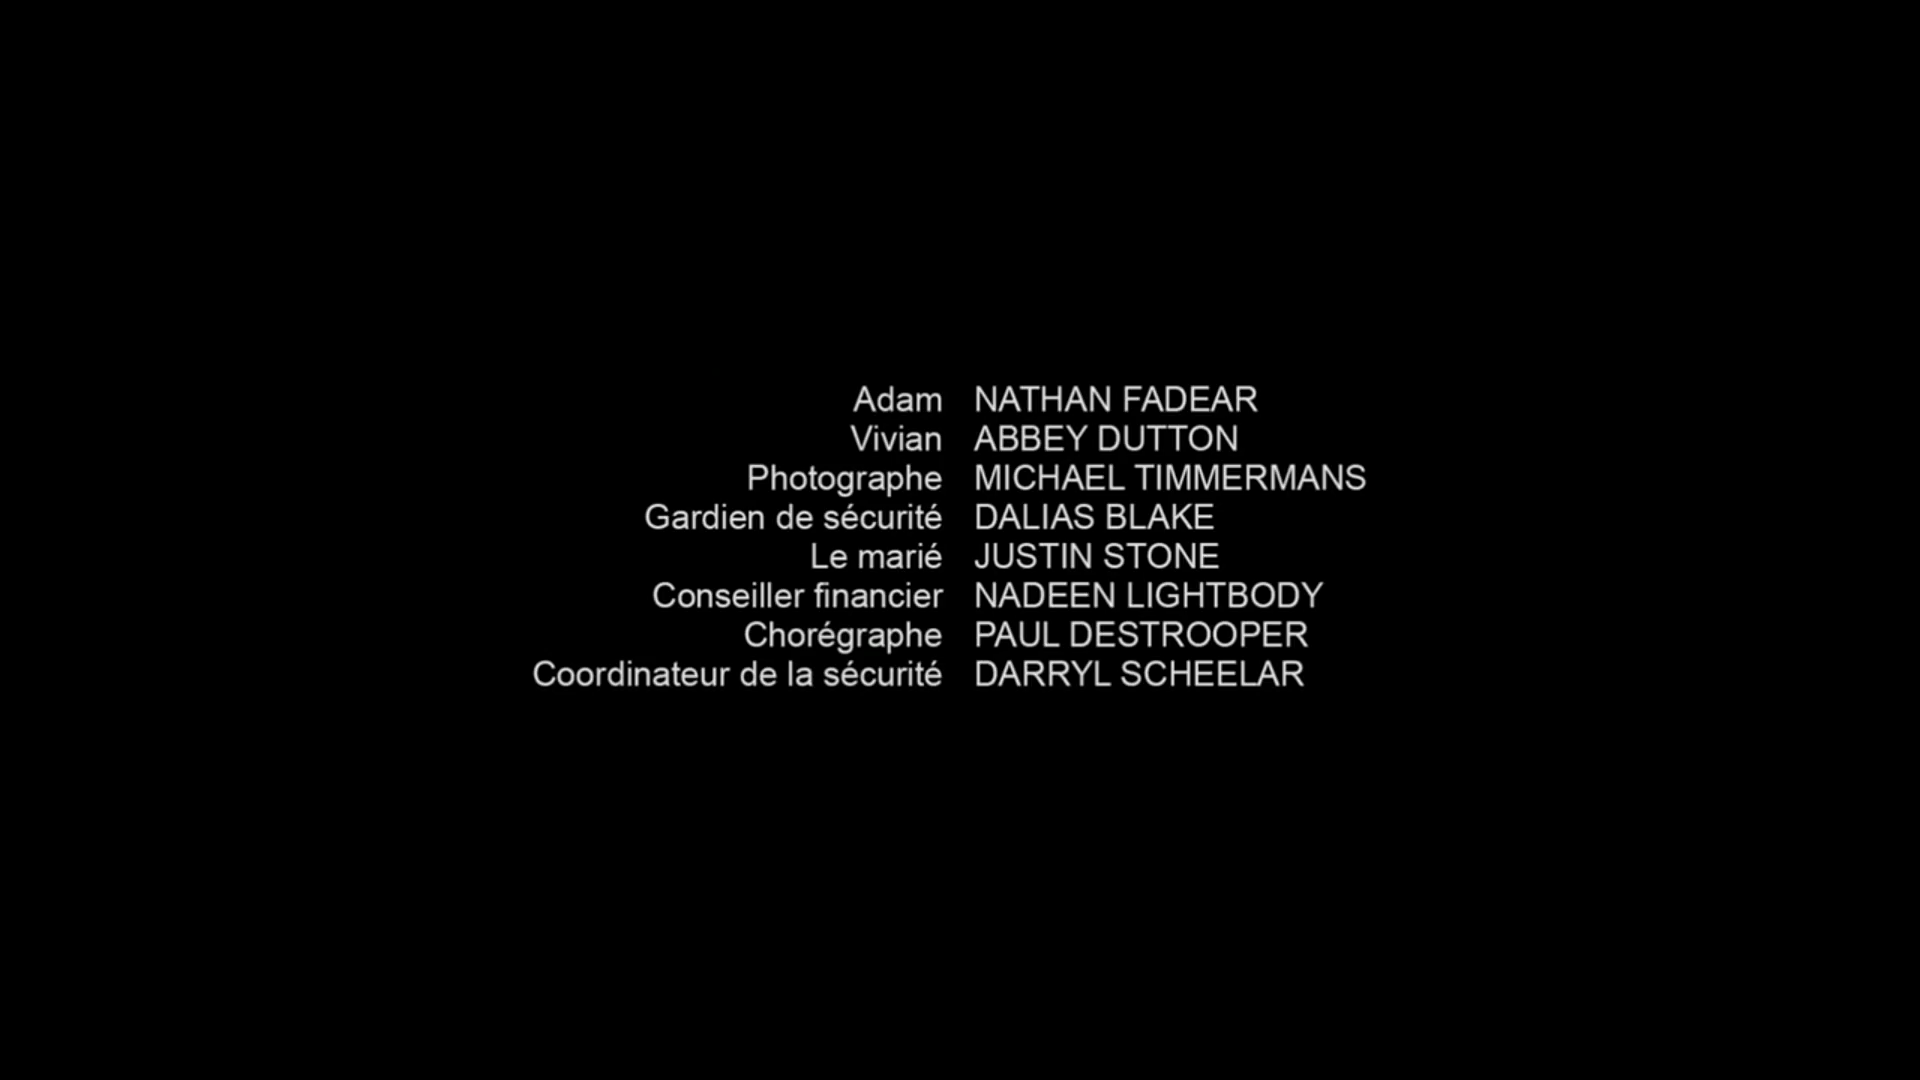 Adam NATHAN FADEAR
Vivian ABBEY DUTTON
Photographe MICHAEL TIMMERMANS
Gardien de sécurité DALIAS BLAKE
Le marié JUSTIN STONE
Conseiller financier NADEEN LIGHTBODY
Chorégraphe PAUL DESTROOPER
Coordinateur de la sécurité DARRYL SCHEELAR